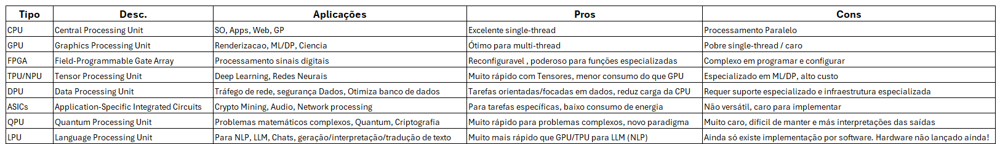 Tipo Desc. Aplicações Pros Cons
CPU Central Processing Unit SO, Apps, Web, GP Excelente single-thread Processamento Paralelo
GPU Graphics Processing Unit Renderizacao, ML/DP, Ciencia Ótimo para multi-thread Pobre single-thread / caro
FPGA Field-Programmable Gate Array Processamento sinais digitais Reconfiguravel , poderoso para funções especializadas Complexo em programar e configurar
TPU/NPU Tensor Processing Unit Deep Learning, Redes Neurais Muito rápido com Tensores, menor consumo do que GPU Especializado em ML/DP, alto custo
DPU Data Processing Unit Tráfego de rede, segurança Dados, Otimiza banco de dados Tarefas orientadas/focadas em dados, reduz carga da CPU Requer suporte especializado e infraestrutura especializada
ASICs Application-Specific Integrated Circuits Crypto Mining, Audio, Network processing Para tarefas específicas, baixo consumo de energia Não versátil, caro para implementar
QPU Quantum Processing Unit Problemas matemáticos complexos, Quantum, Criptografia Muito rápido para problemas complexos, novo paradigma Muito caro, dificil de manter e más interpretações das saídas
LPU Language Processing Unit Para NLP, LLM, Chats, geração/interpretação/tradução de texto Muito mais rápido que GPU/TPU para LLM (NLP) Ainda só existe implementação por software. Hardware não lançado ainda!